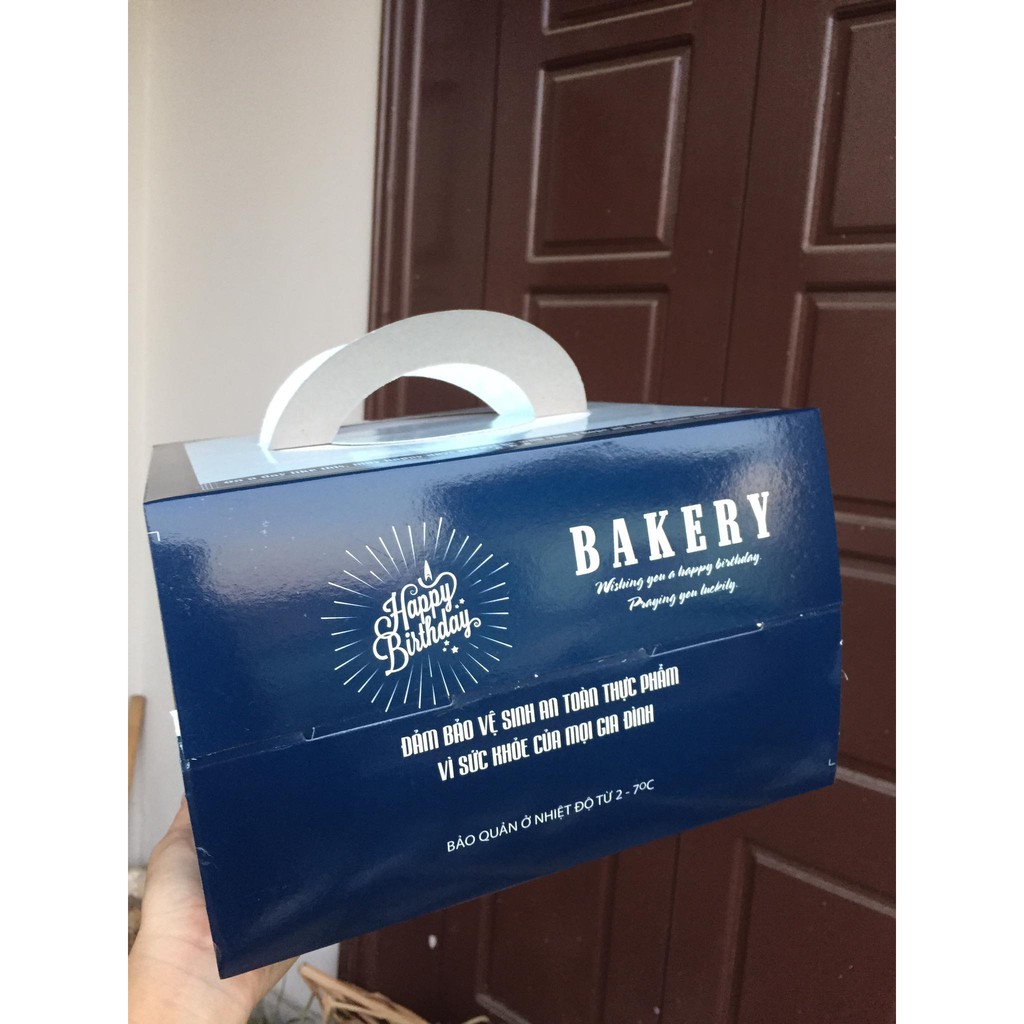 Happy
Birthday
BAKERY
Wishing you a happy birthday.
Praying you luckily.
ĐẢM BẢO VỆ SINH AN TOÀN THỰC PHẨM
VÌ SỨC KHỎE CỦA MỌI GIA ĐÌNH
BẢO QUẢN Ở NHIỆT ĐỘ TỪ 2 - 7ºC